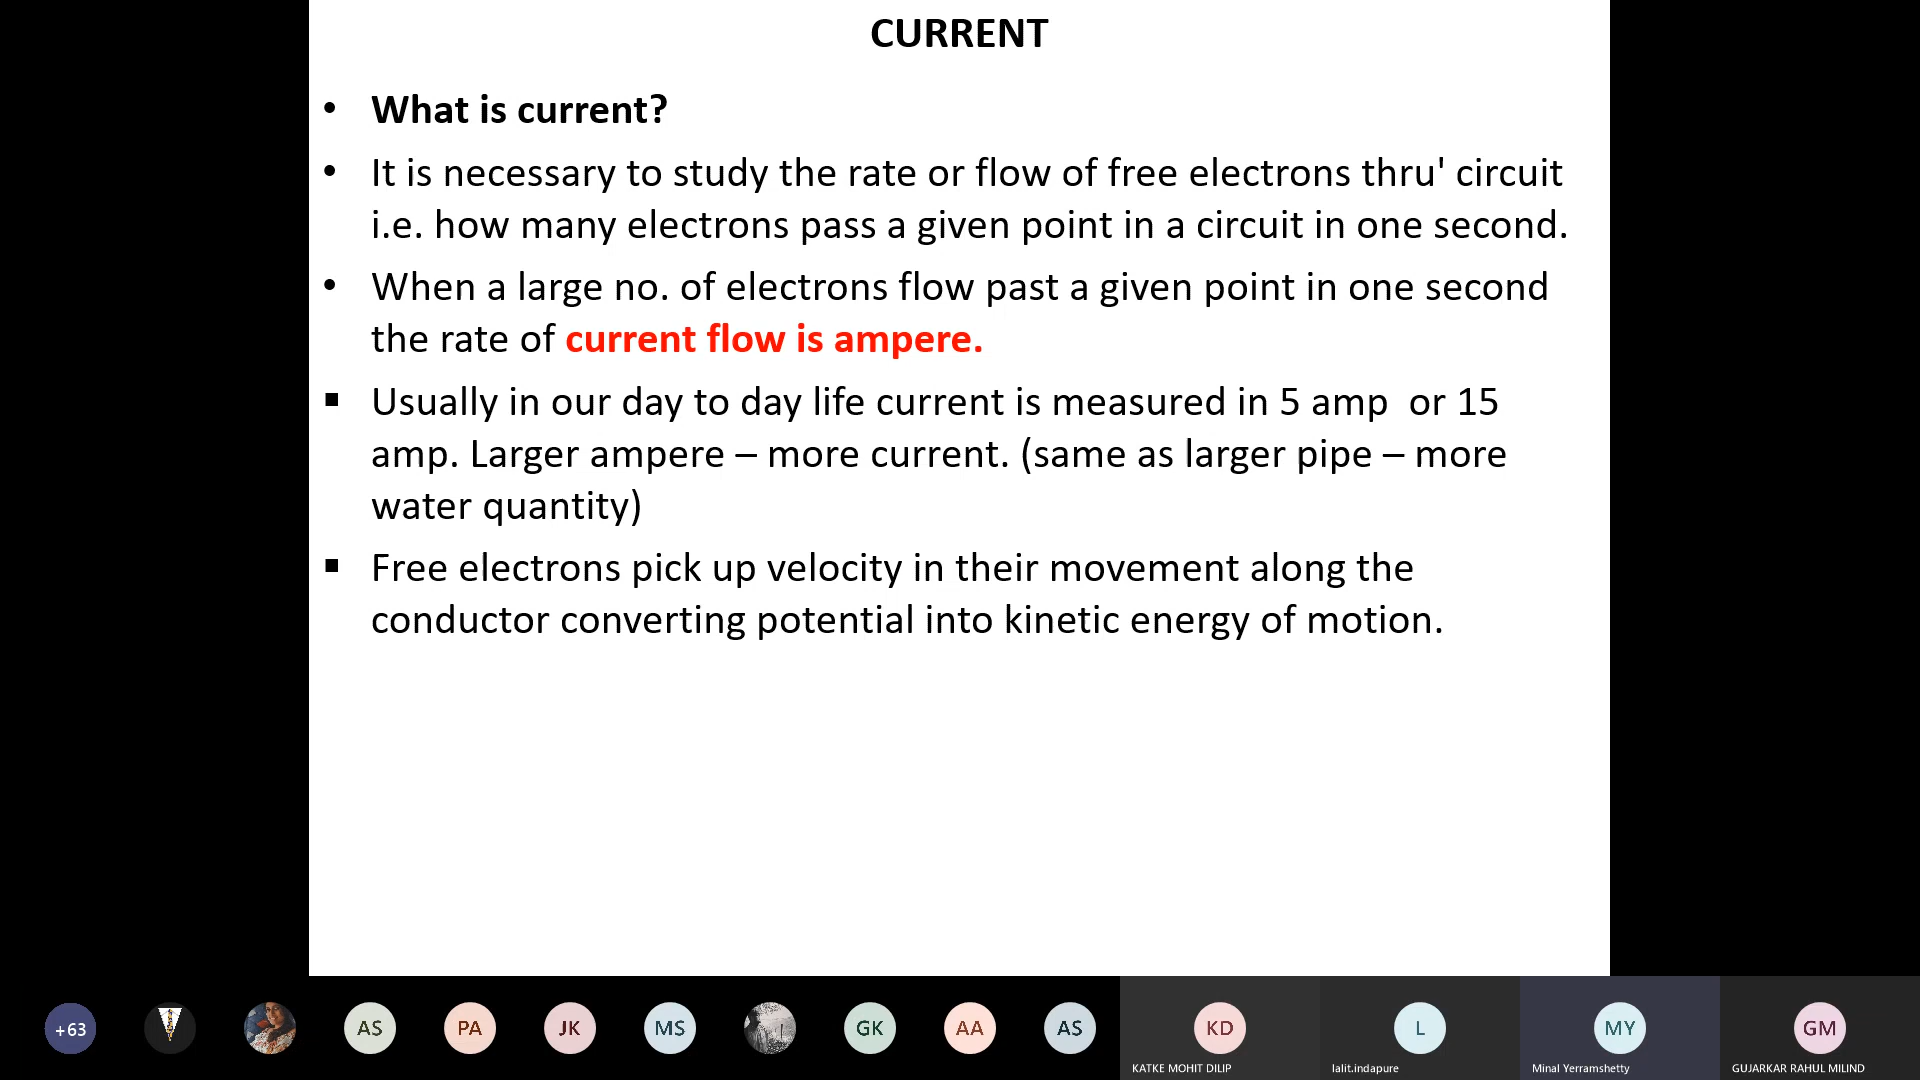 CURRENT
• What is current?
• It is necessary to study the rate or flow of free electrons thru' circuit
i.e. how many electrons pass a given point in a circuit in one second.
• When a large no. of electrons flow past a given point in one second
the rate of current flow is ampere.
▪ Usually in our day to day life current is measured in 5 amp  or 15
amp. Larger ampere – more current. (same as larger pipe – more
water quantity)
▪ Free electrons pick up velocity in their movement along the
conductor converting potential into kinetic energy of motion.
+63
AS
PA
JK
MS
GK
AA
AS
KD
L
MY
GM
KATKE MOHIT DILIP
lalit.indapure
Minal Yerramshetty
GUJARKAR RAHUL MILIND